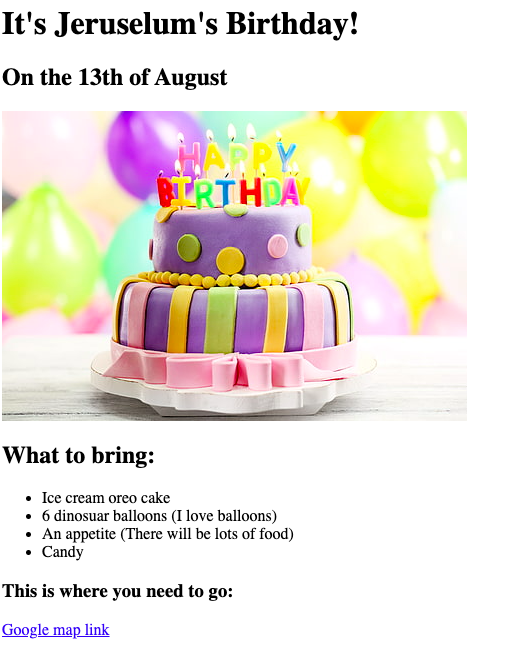 It's Jeruselum's Birthday!
On the 13th of August
HAPPY
BIRTHDAY
What to bring:
Ice cream oreo cake
6 dinosuar balloons (I love balloons)
An appetite (There will be lots of food)
Candy
This is where you need to go:
Google map link